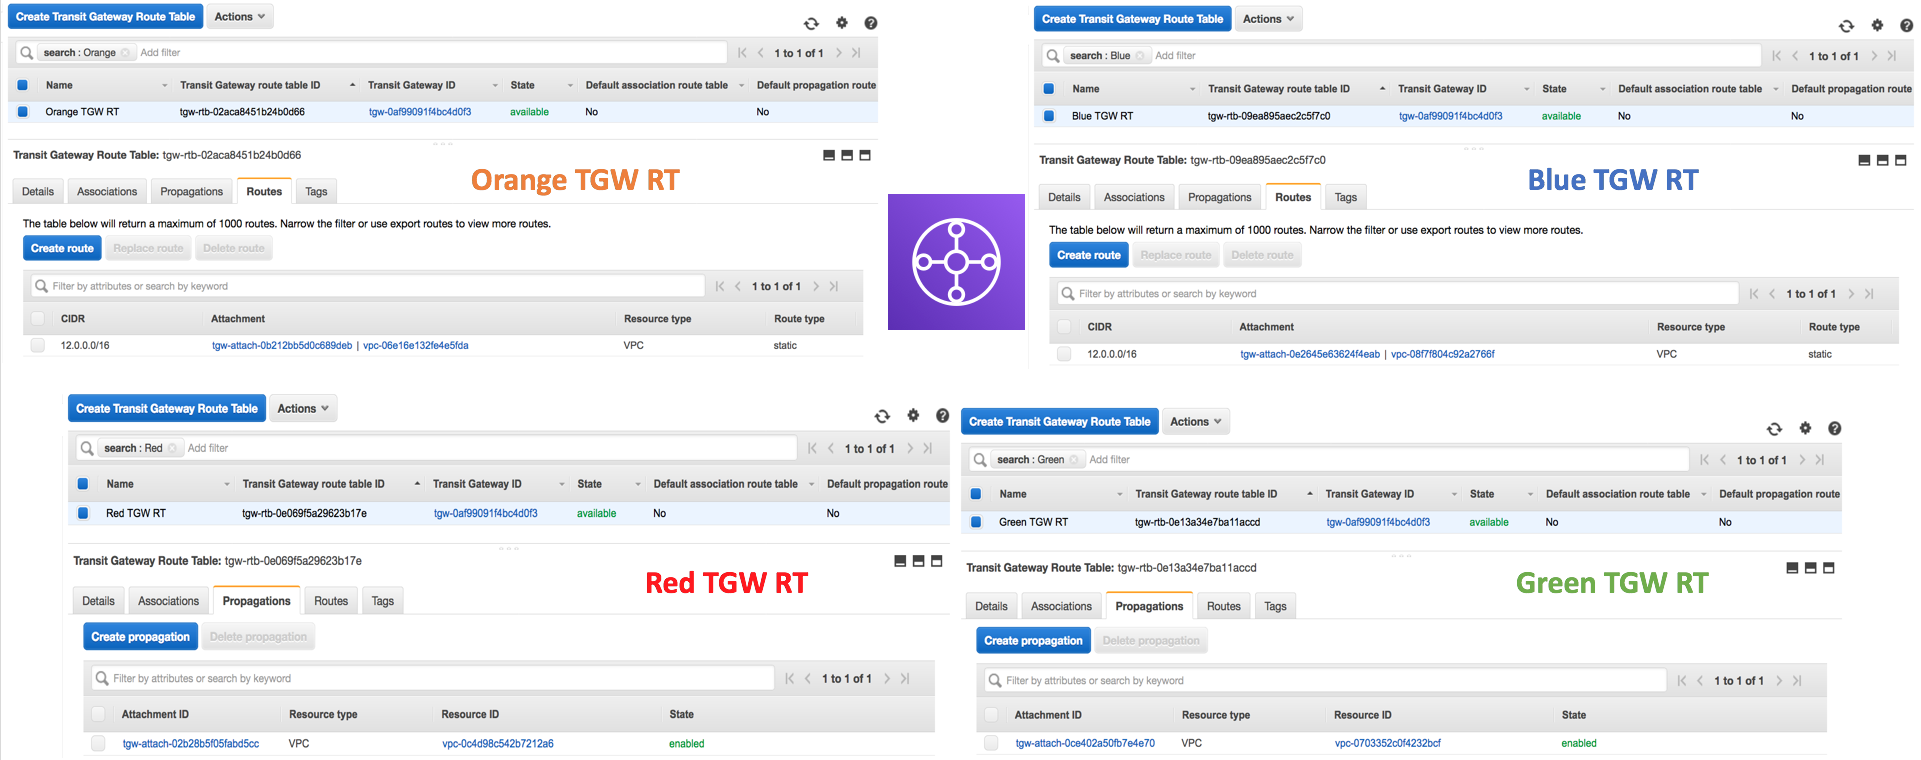 Create Transit Gateway Route Table Actions
search : Orange Add filter 1 to 1 of 1
Name Transit Gateway route table ID Transit Gateway ID State Default association route table Default propagation route
Orange TGW RT tgw-rtb-02aca8451b24b0d66 tgw-0af99091f4bc4d0f3 available No No
Transit Gateway Route Table: tgw-rtb-02aca8451b24b0d66
Orange TGW RT
Details Associations Propagations Routes Tags
The table below will return a maximum of 1000 routes. Narrow the filter or use export routes to view more routes.
Create route Replace route Delete route
Filter by attributes or search by keyword 1 to 1 of 1
CIDR Attachment Resource type Route type
12.0.0.0/16 tgw-attach-0b212bb5d0c689deb | vpc-06e16e132fe4e5fda VPC static
Create Transit Gateway Route Table Actions
search : Blue Add filter 1 to 1 of 1
Name Transit Gateway route table ID Transit Gateway ID State Default association route table Default propagation route
Blue TGW RT tgw-rtb-09ea895aec2c5f7c0 tgw-0af99091f4bc4d0f3 available No No
Transit Gateway Route Table: tgw-rtb-09ea895aec2c5f7c0
Blue TGW RT
Details Associations Propagations Routes Tags
The table below will return a maximum of 1000 routes. Narrow the filter or use export routes to view more routes.
Create route Replace route Delete route
Filter by attributes or search by keyword 1 to 1 of 1
CIDR Attachment Resource type Route type
12.0.0.0/16 tgw-attach-0e2645e63624f4eab | vpc-08f7f804c92a2766f VPC static
Create Transit Gateway Route Table Actions
search : Red Add filter 1 to 1 of 1
Name Transit Gateway route table ID Transit Gateway ID State Default association route table Default propagation route
Red TGW RT tgw-rtb-0e069f5a29623b17e tgw-0af99091f4bc4d0f3 available No No
Transit Gateway Route Table: tgw-rtb-0e069f5a29623b17e
Red TGW RT
Details Associations Propagations Routes Tags
Create propagation Delete propagation
Filter by attributes or search by keyword 1 to 1 of 1
Attachment ID Resource type Resource ID State
tgw-attach-02b28b5f05fabd5cc VPC vpc-0c4d98c542b7212a6 enabled
Create Transit Gateway Route Table Actions
search : Green Add filter 1 to 1 of 1
Name Transit Gateway route table ID Transit Gateway ID State Default association route table Default propagation route
Green TGW RT tgw-rtb-0e13a34e7ba11accd tgw-0af99091f4bc4d0f3 available No No
Transit Gateway Route Table: tgw-rtb-0e13a34e7ba11accd
Green TGW RT
Details Associations Propagations Routes Tags
Create propagation Delete propagation
Filter by attributes or search by keyword 1 to 1 of 1
Attachment ID Resource type Resource ID State
tgw-attach-0ce402a50fb7e4e70 VPC vpc-0703352c0f4232bcf enabled